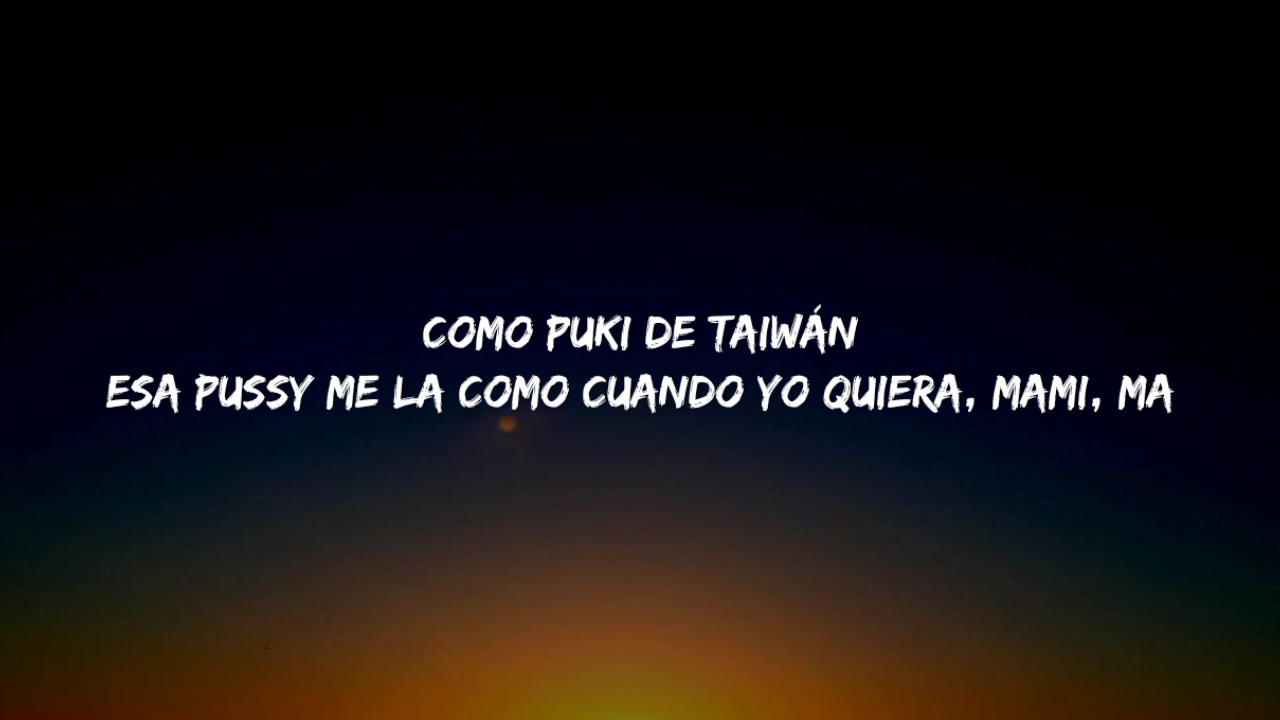 COMO PUKI DE TAIWÁN
ESA PUSSY ME LA COMO CUANDO YO QUIERA, MAMI, MA